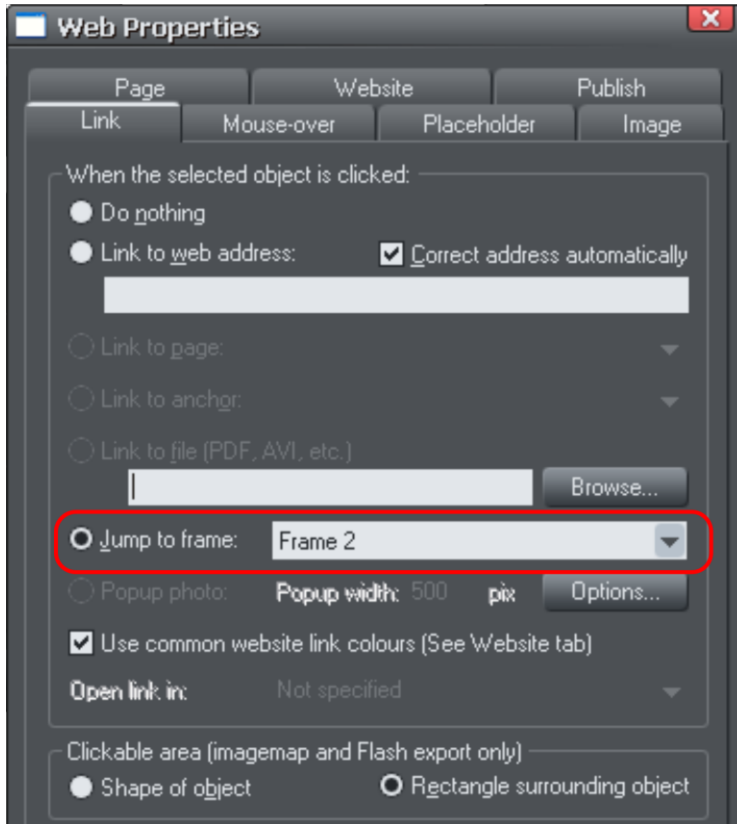 Web Properties
Page Website Publish
Link Mouse-over Placeholder Image
When the selected object is clicked:
Do nothing
Link to web address: Correct address automatically
Link to page:
Link to anchor:
Link to file (PDF, AVI, etc.)
Browse...
Jump to frame: Frame 2
Popup photo: Popup width: 500 pix Options...
Use common website link colours (See Website tab)
Open link in: Not specified
Clickable area (imagemap and Flash export only)
Shape of object Rectangle surrounding object